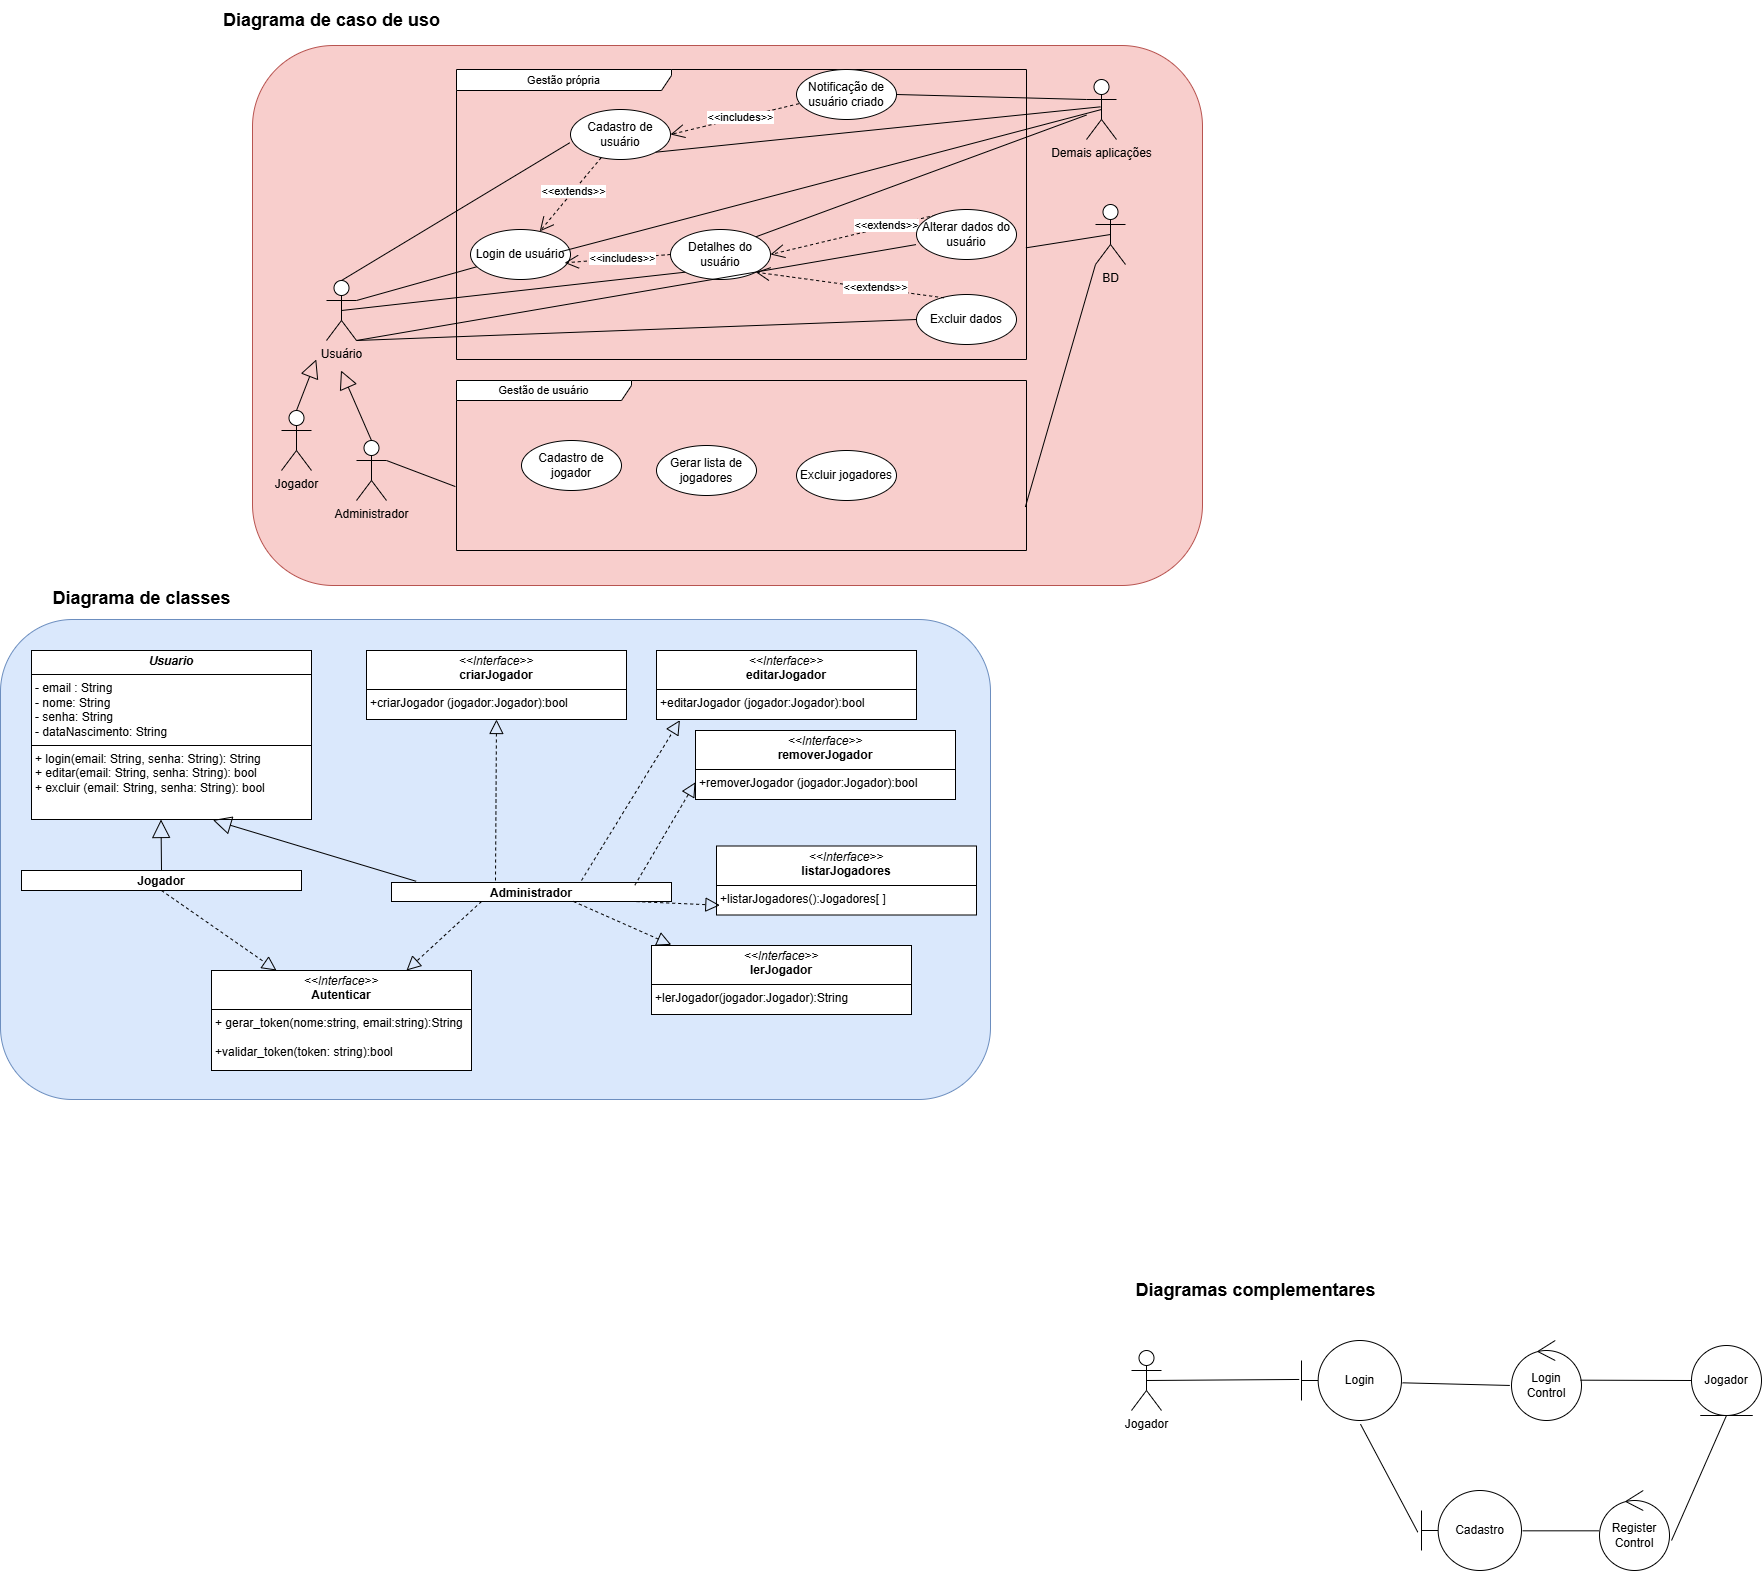 Diagrama de caso de uso
Gestão própria
Notificação de
usuário criado
<<includes>>
Cadastro de
usuário
Demais aplicações
<<extends>>
Alterar dados do
usuário
<<extends>>
Login de usuário
<<includes>>
Detalhes do
usuário
BD
<<extends>>
Excluir dados
Usuário
Gestão de usuário
Cadastro de
jogador
Gerar lista de
jogadores
Excluir jogadores
Jogador
Administrador
Diagrama de classes
Usuario
- email : String
- nome: String
- senha: String
- dataNascimento: String
+ login(email: String, senha: String): String
+ editar(email: String, senha: String): bool
+ excluir (email: String, senha: String): bool
<<Interface>>
criarJogador
+criarJogador (jogador:Jogador):bool
<<Interface>>
editarJogador
+editarJogador (jogador:Jogador):bool
<<Interface>>
removerJogador
+removerJogador (jogador:Jogador):bool
<<Interface>>
listarJogadores
+listarJogadores():Jogadores[ ]
Jogador
Administrador
<<Interface>>
lerJogador
+lerJogador(jogador:Jogador):String
<<Interface>>
Autenticar
+ gerar_token(nome:string, email:string):String
+validar_token(token: string):bool
Diagramas complementares
Jogador
Login
Login
Control
Jogador
Cadastro
Register
Control